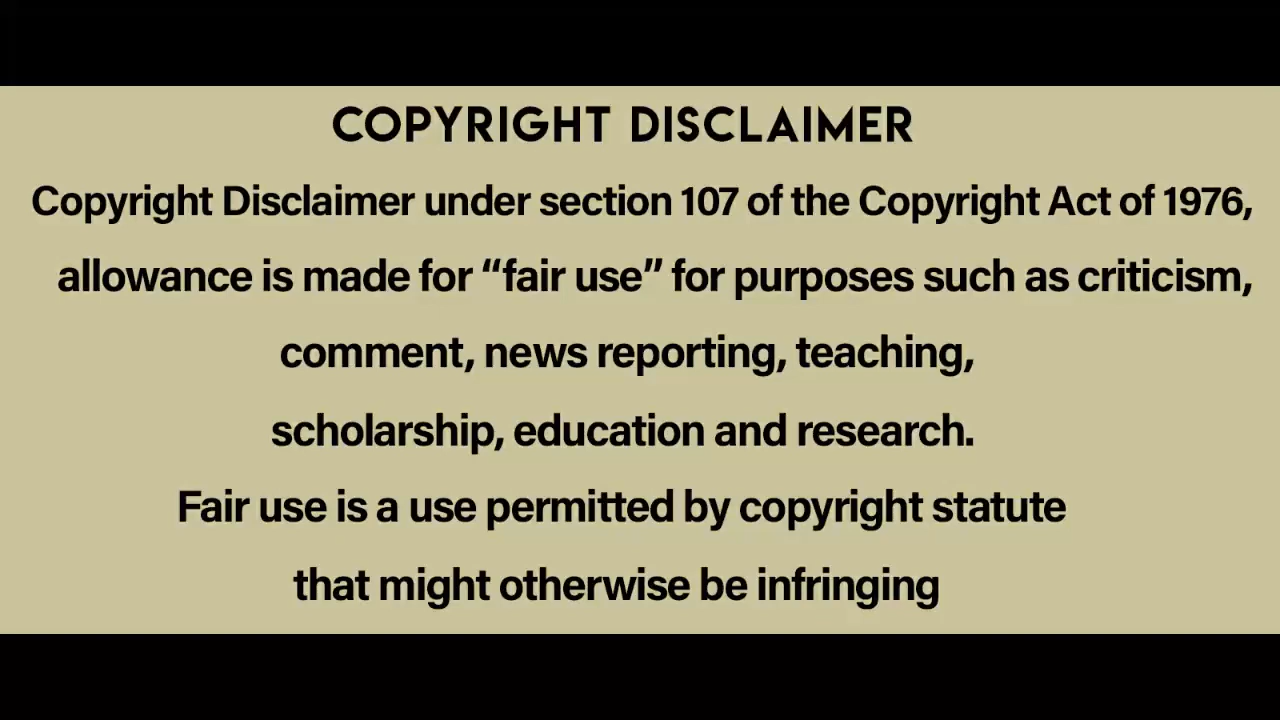 COPYRIGHT DISCLAIMER
Copyright Disclaimer under section 107 of the Copyright Act of 1976,
allowance is made for “fair use” for purposes such as criticism,
comment, news reporting, teaching,
scholarship, education and research.
Fair use is a use permitted by copyright statute
that might otherwise be infringing